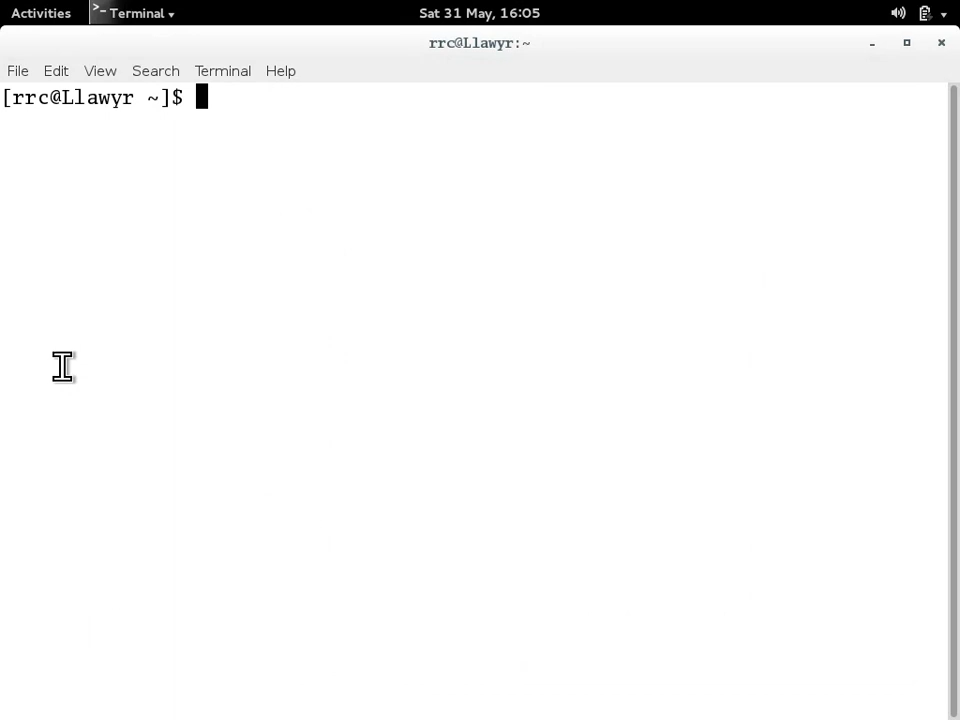 Activities >_ Terminal Sat 31 May, 16:05
rrc@Llawyr:~
File Edit View Search Terminal Help
[rrc@Llawyr ~]$